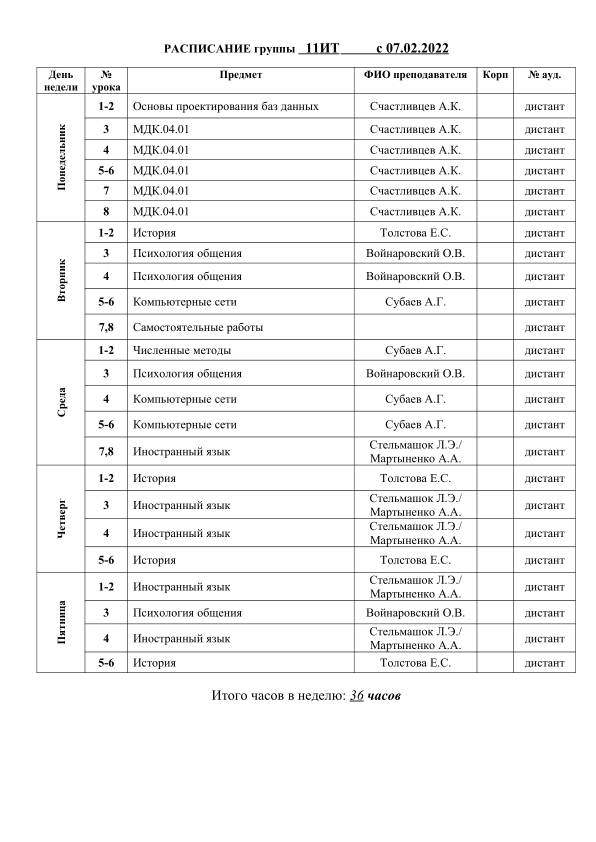 РАСПИСАНИЕ группы 11ИТ с 07.02.2022
День недели № урока Предмет ФИО преподавателя Корп № ауд.
Понедельник
1-2 Основы проектирования баз данных Счастливцев А.К. дистант
3 МДК.04.01 Счастливцев А.К. дистант
4 МДК.04.01 Счастливцев А.К. дистант
5-6 МДК.04.01 Счастливцев А.К. дистант
7 МДК.04.01 Счастливцев А.К. дистант
8 МДК.04.01 Счастливцев А.К. дистант
Вторник
1-2 История Толстова Е.С. дистант
3 Психология общения Войнаровский О.В. дистант
4 Психология общения Войнаровский О.В. дистант
5-6 Компьютерные сети Субаев А.Г. дистант
7,8 Самостоятельные работы дистант
Среда
1-2 Численные методы Субаев А.Г. дистант
3 Психология общения Войнаровский О.В. дистант
4 Компьютерные сети Субаев А.Г. дистант
5-6 Компьютерные сети Субаев А.Г. дистант
7,8 Иностранный язык Стельмашок Л.Э./ Мартыненко А.А. дистант
Четверг
1-2 История Толстова Е.С. дистант
3 Иностранный язык Стельмашок Л.Э./ Мартыненко А.А. дистант
4 Иностранный язык Стельмашок Л.Э./ Мартыненко А.А. дистант
5-6 История Толстова Е.С. дистант
Пятница
1-2 Иностранный язык Стельмашок Л.Э./ Мартыненко А.А. дистант
3 Психология общения Войнаровский О.В. дистант
4 Иностранный язык Стельмашок Л.Э./ Мартыненко А.А. дистант
5-6 История Толстова Е.С. дистант
Итого часов в неделю: 36 часов